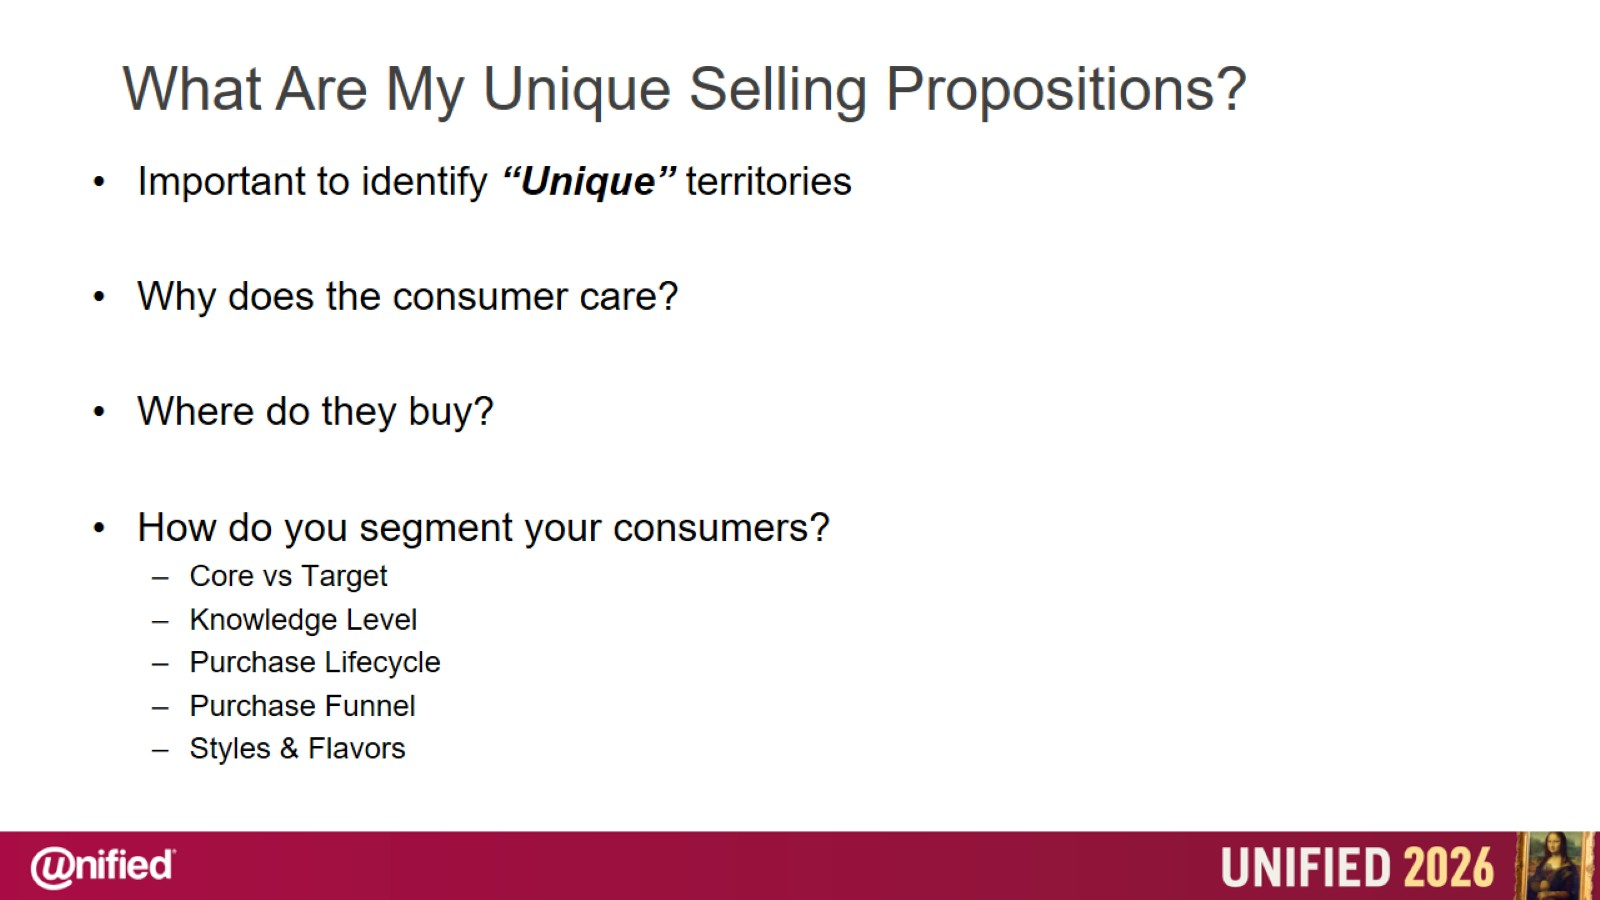 What Are My Unique Selling Propositions?
• Important to identify “Unique” territories
• Why does the consumer care?
• Where do they buy?
• How do you segment your consumers?
– Core vs Target
– Knowledge Level
– Purchase Lifecycle
– Purchase Funnel
– Styles & Flavors
unified
UNIFIED 2026